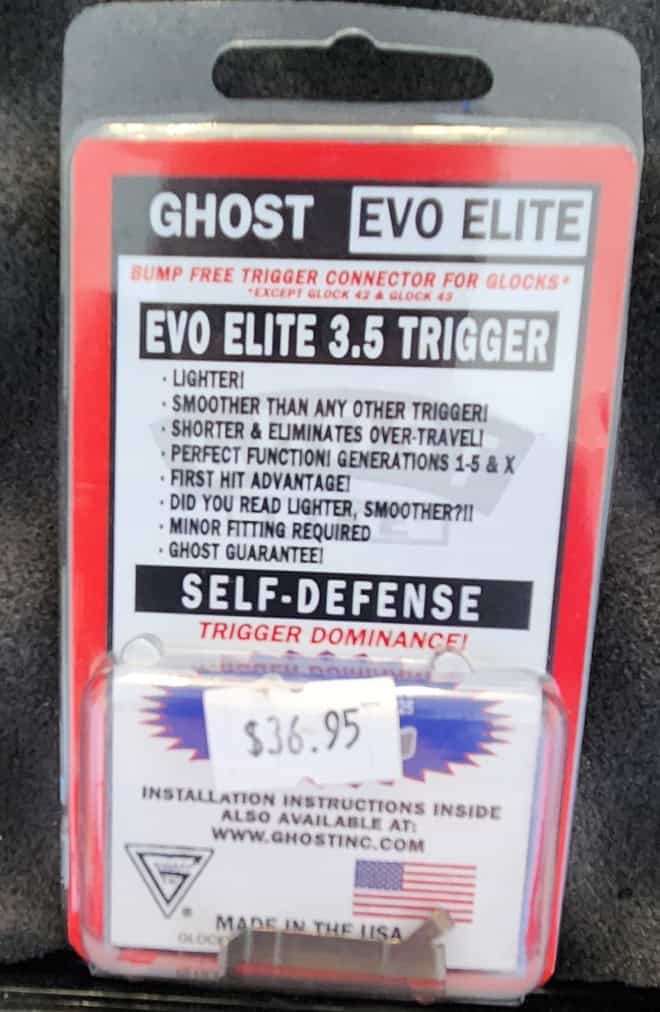 GHOST EVO ELITE
BUMP FREE TRIGGER CONNECTOR FOR GLOCKS*
*EXCEPT GLOCK 42 & GLOCK 43
EVO ELITE 3.5 TRIGGER
· LIGHTER!
· SMOOTHER THAN ANY OTHER TRIGGER!
· SHORTER & ELIMINATES OVER-TRAVEL!
· PERFECT FUNCTION! GENERATIONS 1-5 & X
· FIRST HIT ADVANTAGE!
· DID YOU READ LIGHTER, SMOOTHER?!!
· MINOR FITTING REQUIRED
· GHOST GUARANTEE!
SELF-DEFENSE
TRIGGER DOMINANCE!
$36.95
INSTALLATION INSTRUCTIONS INSIDE
ALSO AVAILABLE AT:
WWW.GHOSTINC.COM
®
MADE IN THE USA